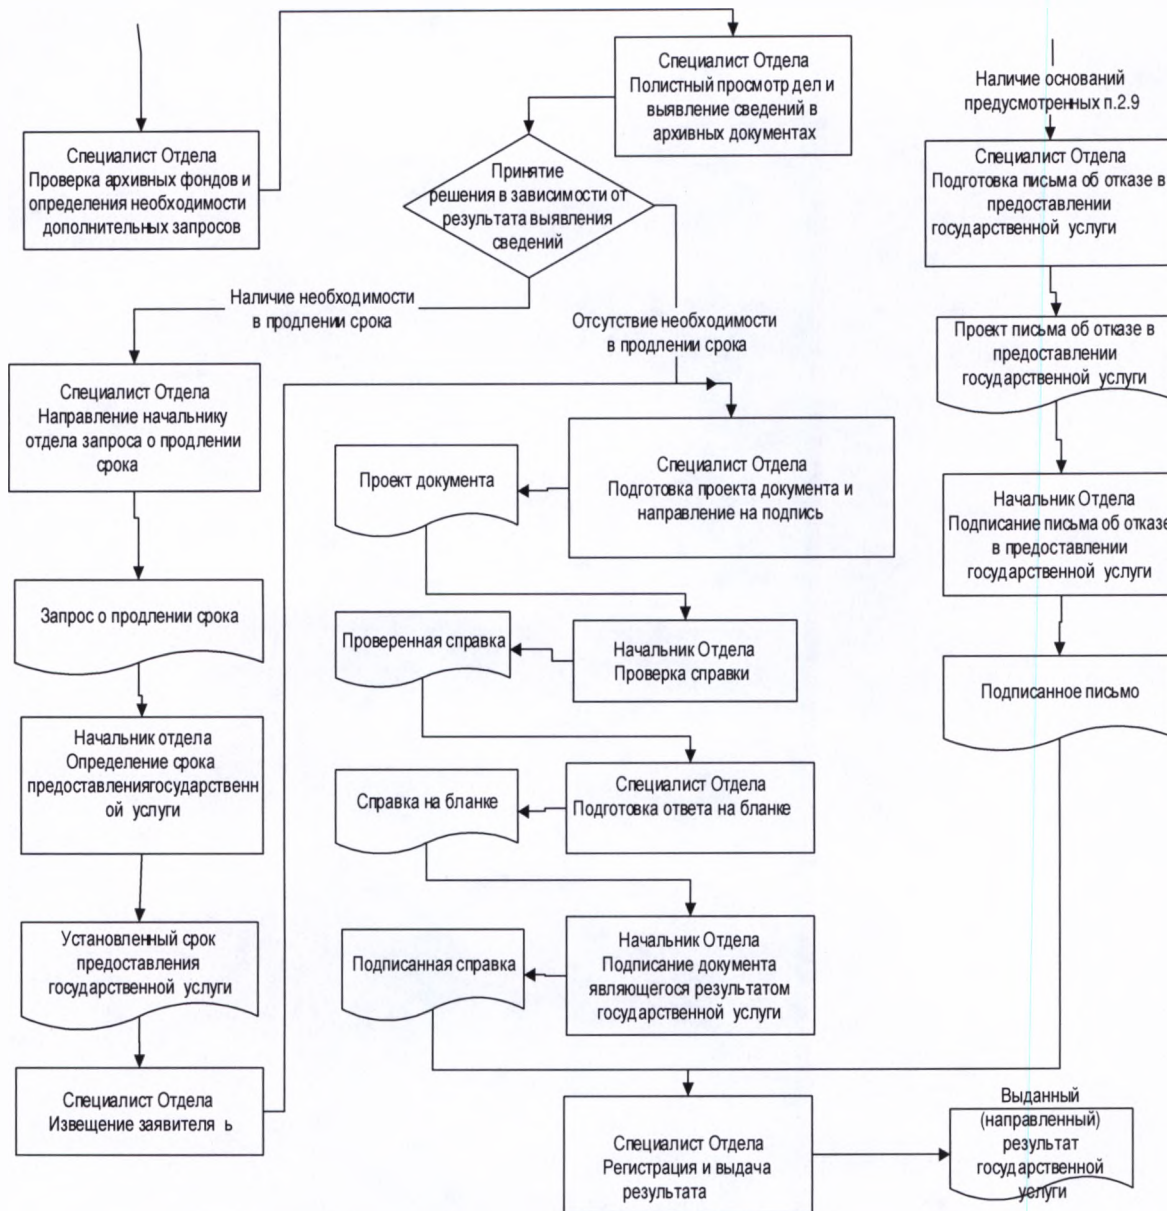 Специалист Отдела
Проверка архивных фондов и
определения необходимости
дополнительных запросов
Специалист Отдела
Полистный просмотр дел и
выявление сведений в
архивных документах
Принятие
решения в зависимости от
результата выявления
сведений
Наличие необходимости
в продлении срока
Отсутствие необходимости
в продлении срока
Специалист Отдела
Направление начальнику
отдела запроса о продлении
срока
Запрос о продлении срока
Начальник отдела
Определение срока
предоставлениягосударственн
ой услуги
Установленный срок
предоставления
государственной услуги
Специалист Отдела
Извещение заявителя ь
Специалист Отдела
Подготовка проекта документа и
направление на подпись
Проект документа
Начальник Отдела
Проверка справки
Проверенная справка
Специалист Отдела
Подготовка ответа на бланке
Справка на бланке
Начальник Отдела
Подписание документа
являющегося результатом
государственной услуги
Подписанная справка
Наличие оснований
предусмотренных п.2.9
Специалист Отдела
Подготовка письма об отказе в
предоставлении
государственной услуги
Проект письма об отказе в
предоставлении
государственной услуги
Начальник Отдела
Подписание письма об отказе
в предоставлении
государственной услуги
Подписанное письмо
Специалист Отдела
Регистрация и выдача
результата
Выданный
(направленный)
результат
государственной
услуги